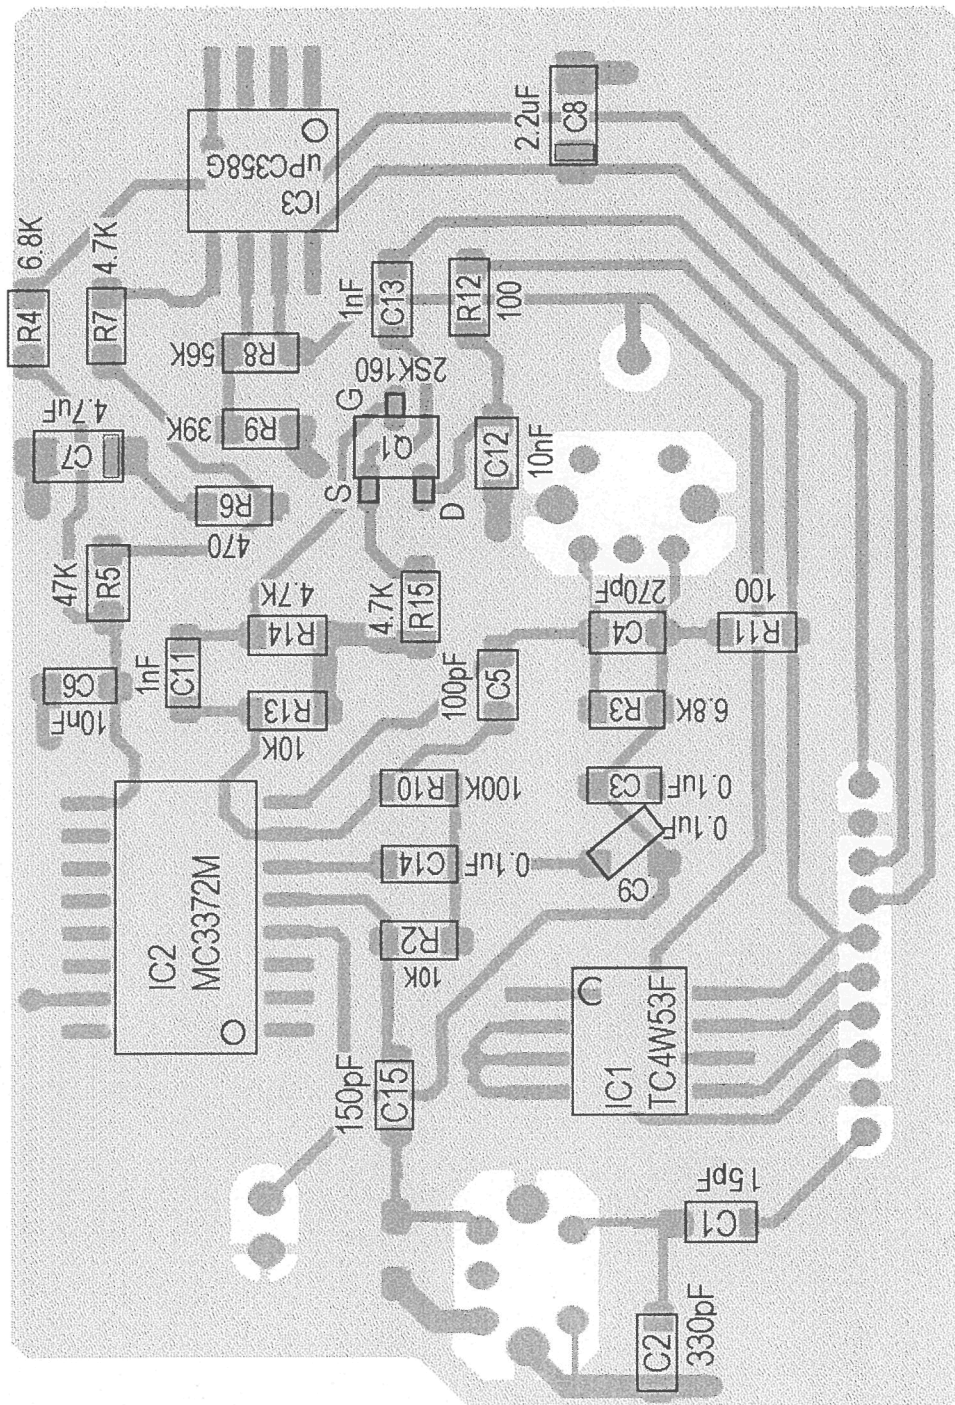 2.2uF
C8
uPC358G
IC3
6.8K
R4
4.7K
R7
1nF
C13
R12
100
56K
R8
2SK160
39K
R9
G
Q1
S
D
4.7uF
C7
C12
10nF
R6
470
47K
R5
4.7K
R14
4.7K
R15
270pF
C4
100
R11
C6
10nF
1nF
C11
R13
10K
100pF
C5
R3
6.8K
R10
100K
C3
0.1uF
0.1uF
C9
C14
0.1uF
R2
10K
IC2
MC3372M
IC1
TC4W53F
150pF
C15
15pF
C1
C2
330pF